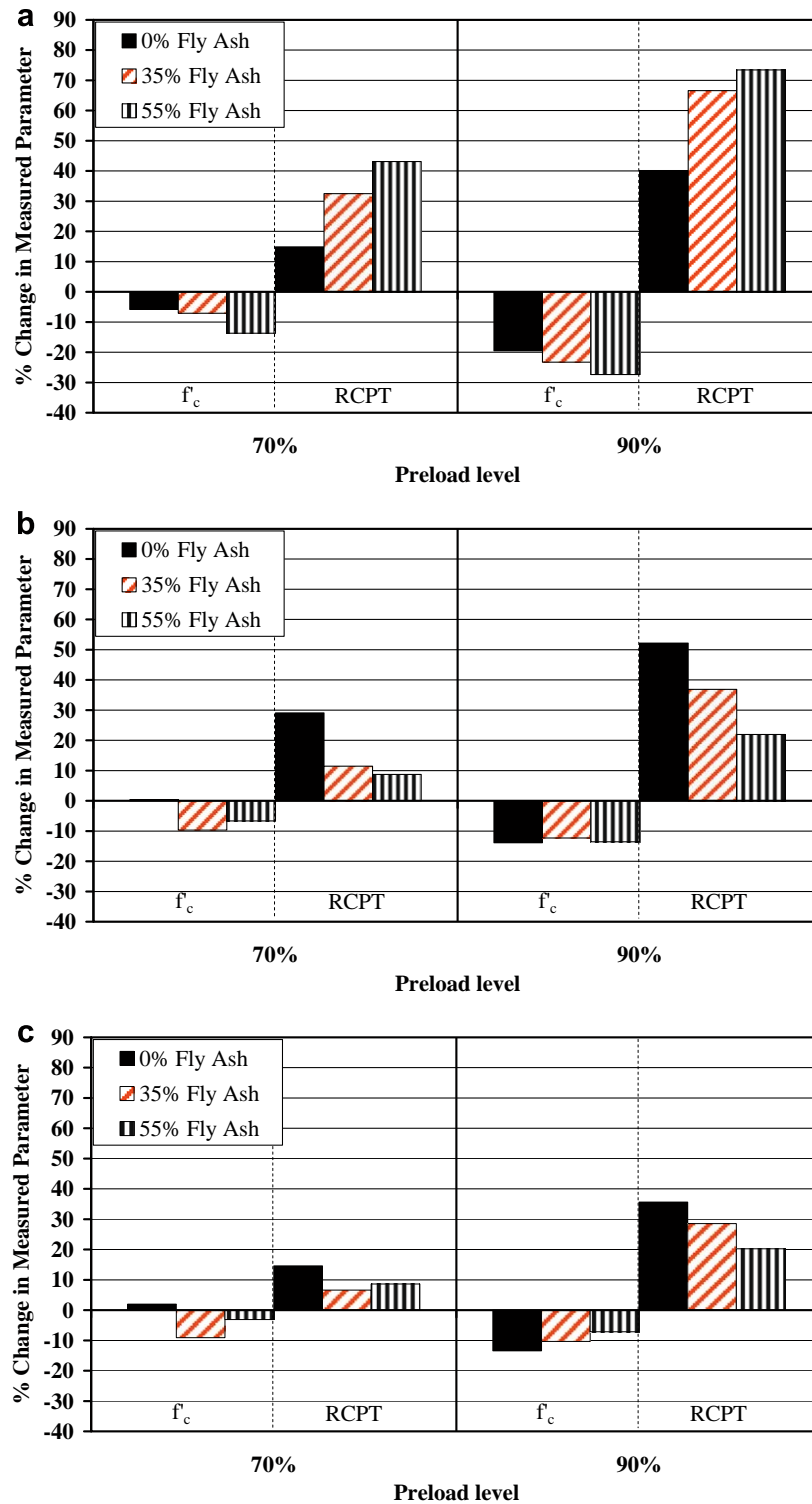 a
% Change in Measured Parameter
90
80
70
60
50
40
30
20
10
0
-10
-20
-30
-40
0% Fly Ash
35% Fly Ash
55% Fly Ash
f'c RCPT f'c RCPT
70% 90%
Preload level
b
% Change in Measured Parameter
90
80
70
60
50
40
30
20
10
0
-10
-20
-30
-40
0% Fly Ash
35% Fly Ash
55% Fly Ash
f'c RCPT f'c RCPT
70% 90%
Preload level
c
% Change in Measured Parameter
90
80
70
60
50
40
30
20
10
0
-10
-20
-30
-40
0% Fly Ash
35% Fly Ash
55% Fly Ash
f'c RCPT f'c RCPT
70% 90%
Preload level